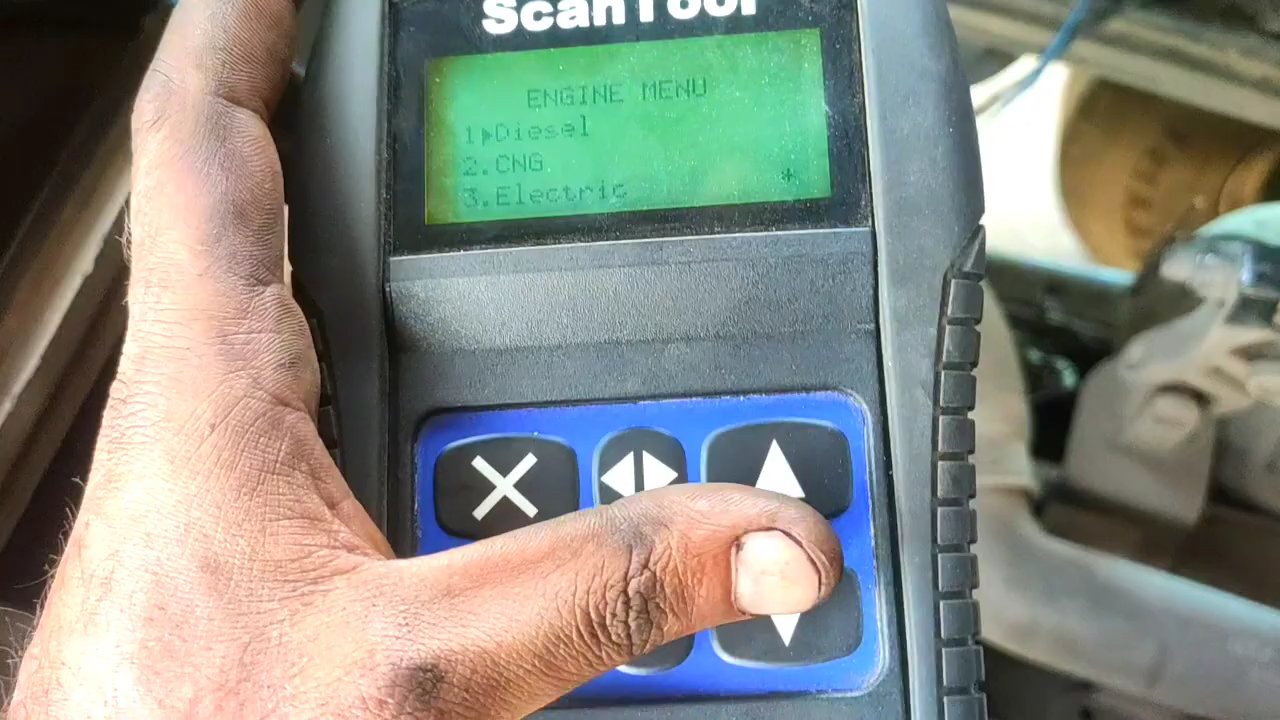 ScanTool
ENGINE MENU
1▸Diesel
2.CNG
3.Electric *